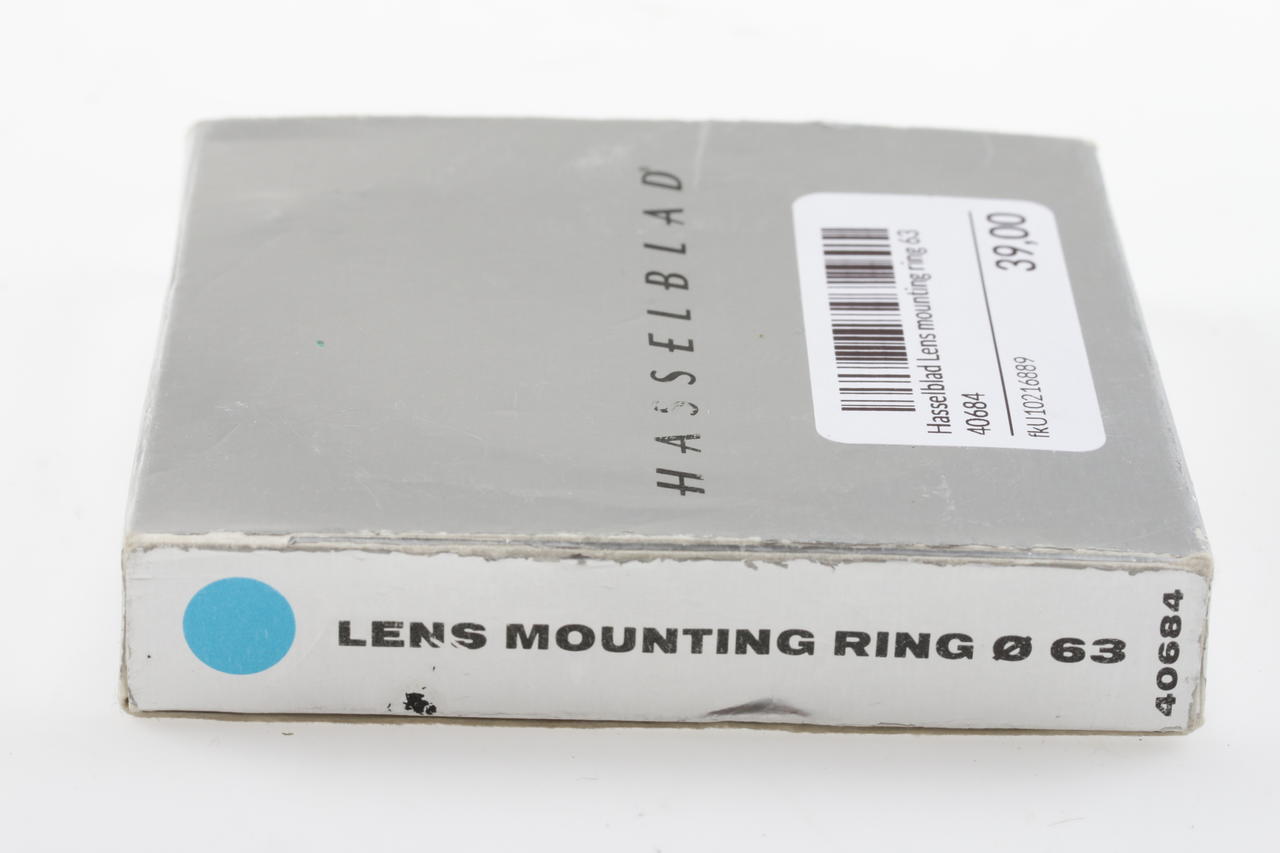 HASSELBLAD
Hasselblad Lens mounting ring 63
40684
fkU10216889
39,00
LENS MOUNTING RING Ø 63
40684